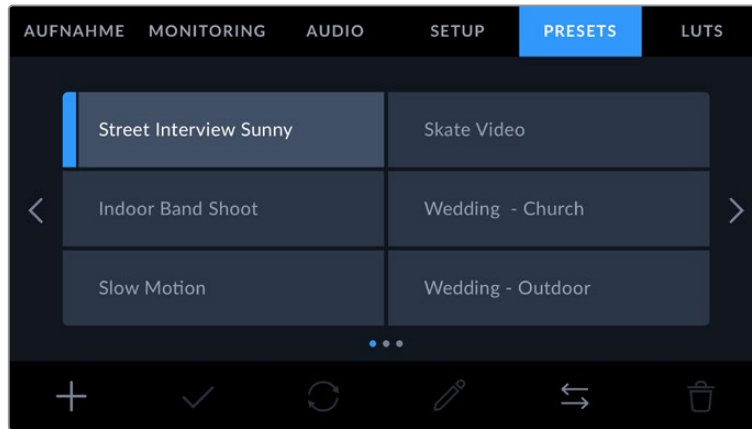 AUFNAHME MONITORING AUDIO SETUP PRESETS LUTS
Street Interview Sunny Skate Video
Indoor Band Shoot Wedding - Church
Slow Motion Wedding - Outdoor